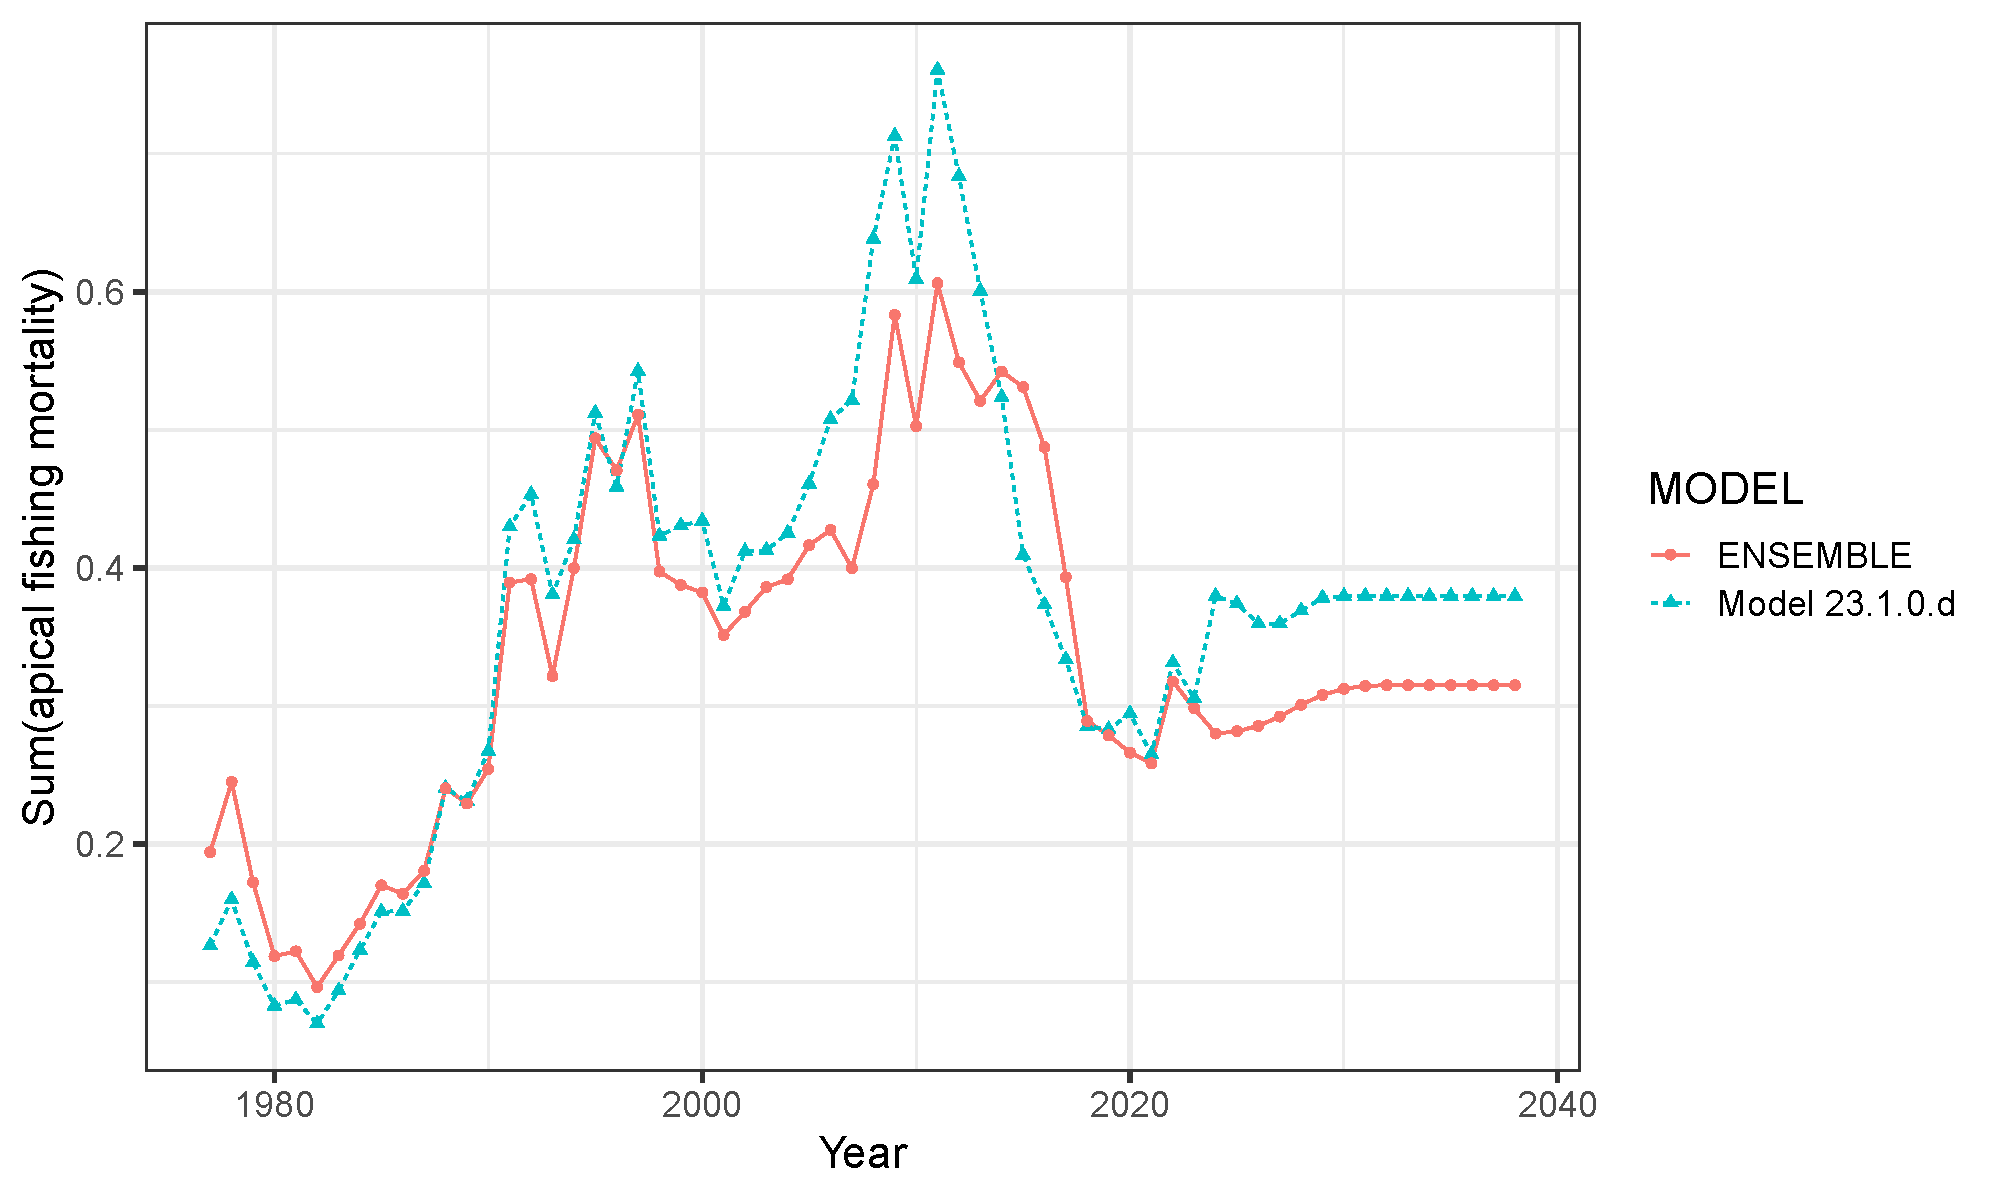 Sum(apical fishing mortality)
0.6
0.4
0.2
1980
2000
2020
2040
Year
MODEL
ENSEMBLE
Model 23.1.0.d